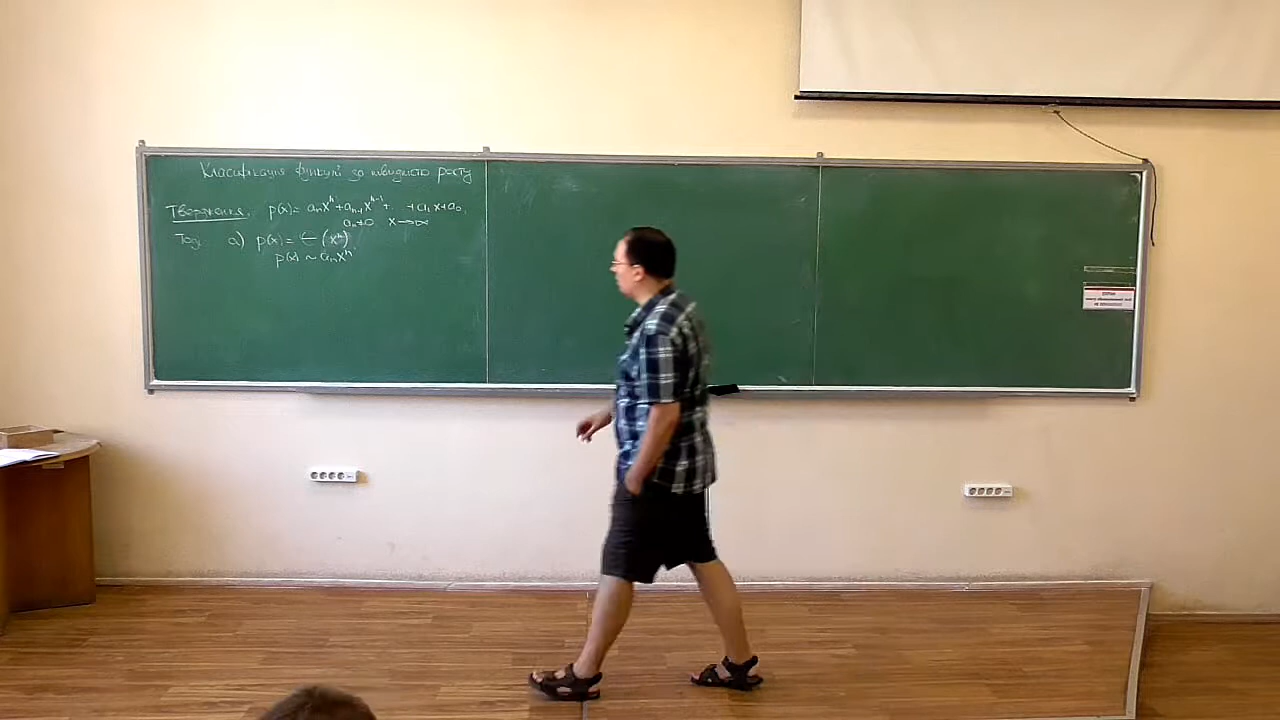 Класифікація функцій за швидкістю росту
Твердження. p(x) = aₙxⁿ + aₙ₋₁xⁿ⁻¹ + ... + a₁x + a₀,
aₙ ≠ 0 x → ∞
Тоді а) p(x) = (xⁿ)
p(x) ~ aₙxⁿ